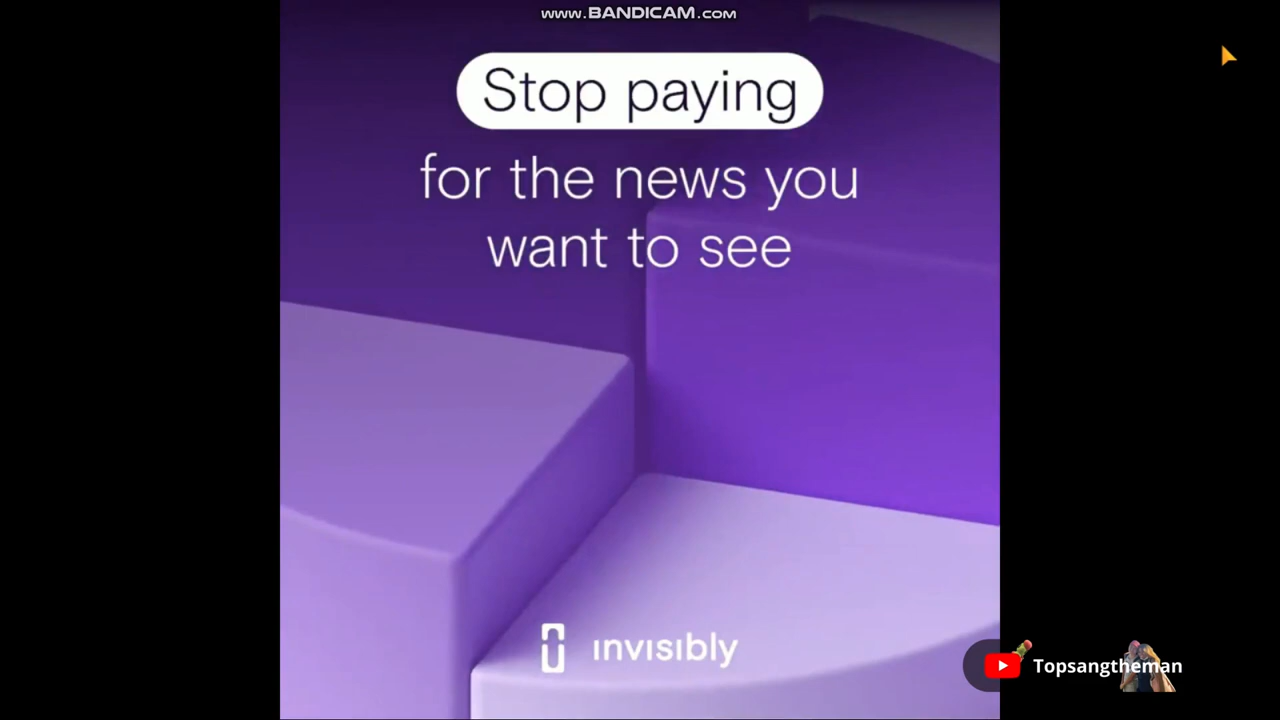 www.BANDICAM.com
Stop paying
for the news you
want to see
invisibly
Topsangtheman